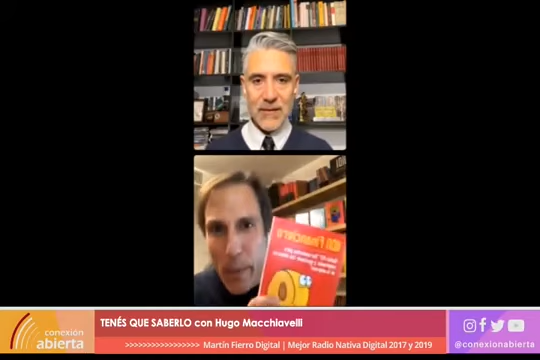 conexión
abierta
TENÉS QUE SABERLO con Hugo Macchiavelli
>>>>>>>>>>>>>>>>> Martín Fierro Digital | Mejor Radio Nativa Digital 2017 y 2019
@conexionabierta